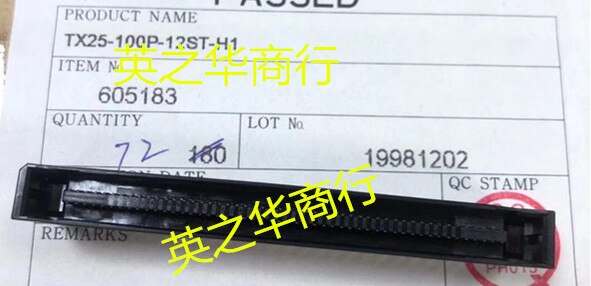 PASSED
PRODUCT NAME
TX25-100P-12ST-H1
英之华商行
ITEM No
605183
QUANTITY
LOT No
72 180
19981202
QC STAMP
英之华商行
REMARKS